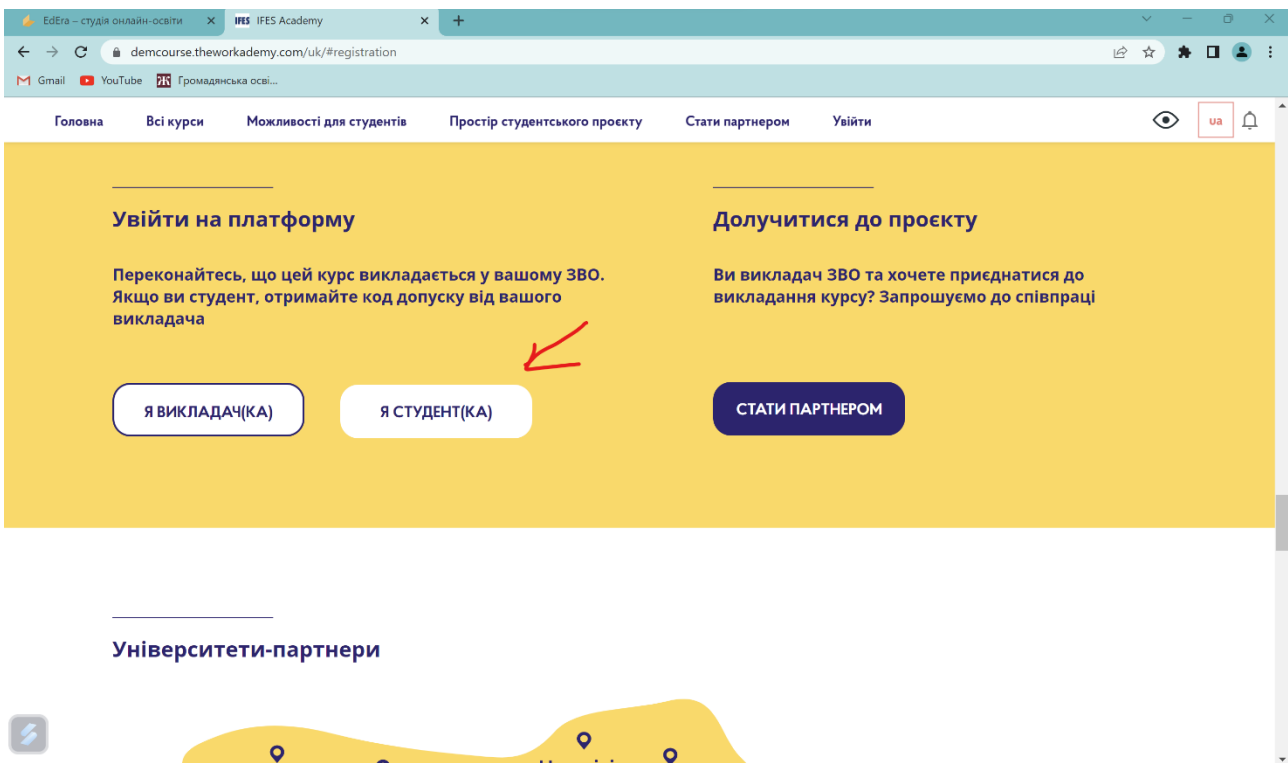 EdEra – студія онлайн-освіти
IFES IFES Academy
demcourse.theworkademy.com/uk/#registration
Gmail YouTube Громадянська осві...
Головна Всі курси Можливості для студентів Простір студентського проєкту Стати партнером Увійти ua
Увійти на платформу
Переконайтесь, що цей курс викладається у вашому ЗВО.
Якщо ви студент, отримайте код допуску від вашого
викладача
Я ВИКЛАДАЧ(КА) Я СТУДЕНТ(КА)
Долучитися до проєкту
Ви викладач ЗВО та хочете приєднатися до
викладання курсу? Запрошуємо до співпраці
СТАТИ ПАРТНЕРОМ
Університети-партнери